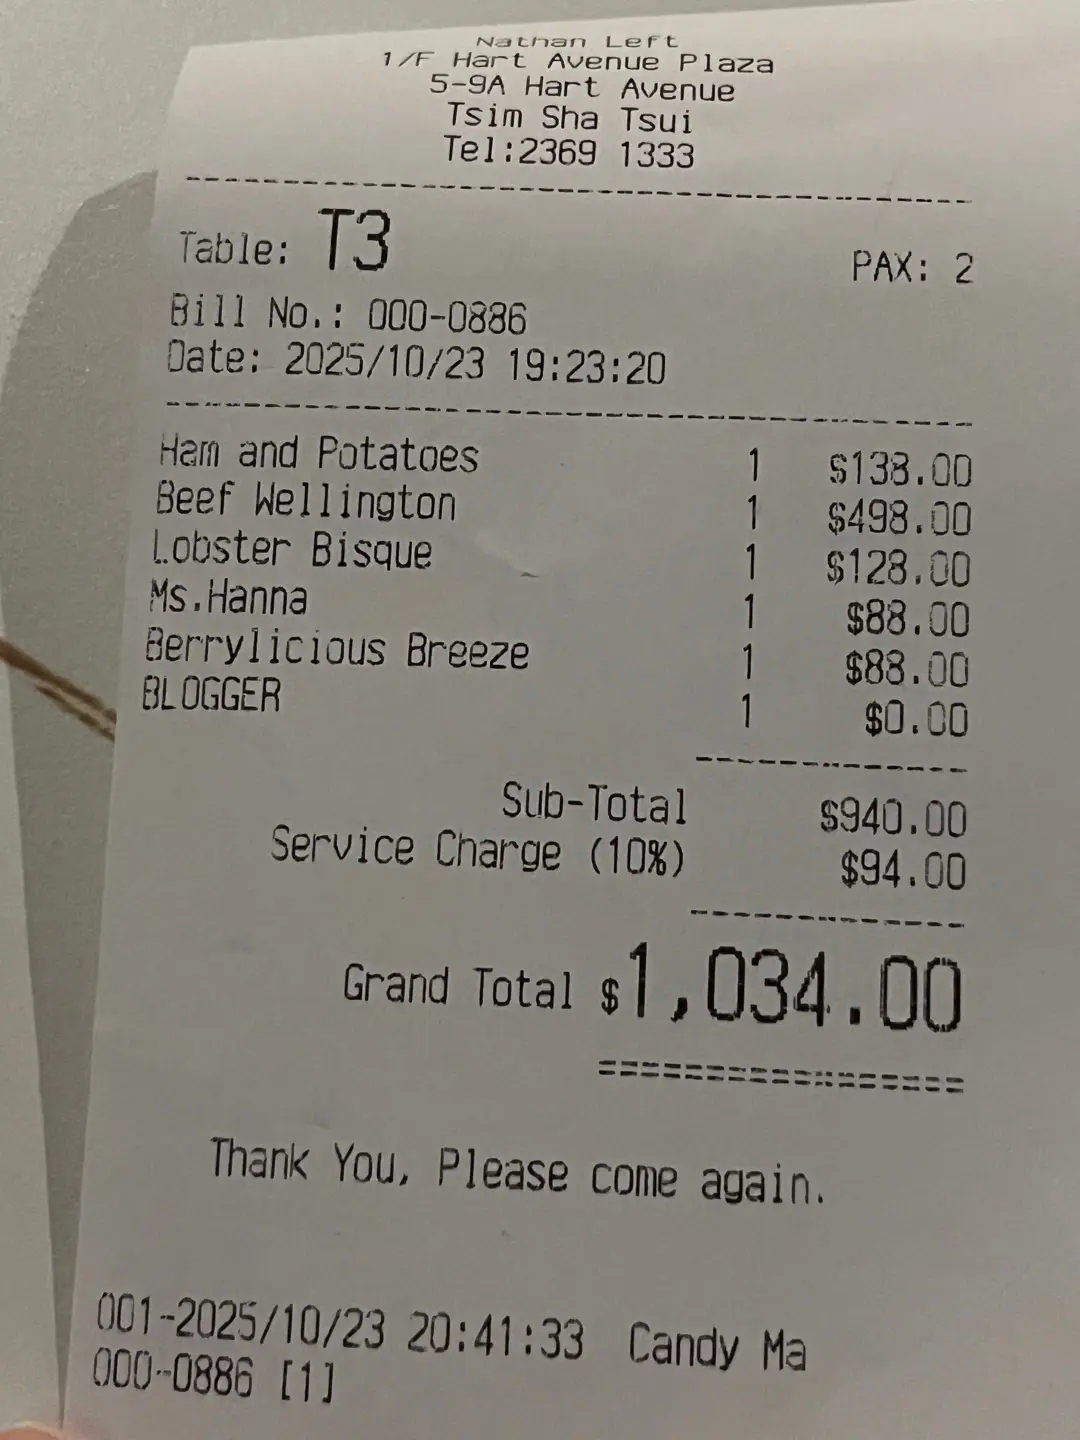 Nathan Left
1/F Hart Avenue Plaza
5-9A Hart Avenue
Tsim Sha Tsui
Tel:2369 1333
Table: T3 PAX: 2
Bill No.: 000-0886
Date: 2025/10/23 19:23:20
Ham and Potatoes 1 $138.00
Beef Wellington 1 $498.00
Lobster Bisque 1 $128.00
Ms.Hanna 1 $88.00
Berrylicious Breeze 1 $88.00
BLOGGER 1 $0.00
Sub-Total $940.00
Service Charge (10%) $94.00
Grand Total $1,034.00
Thank You, Please come again.
001-2025/10/23 20:41:33 Candy Ma
000-0886 [1]